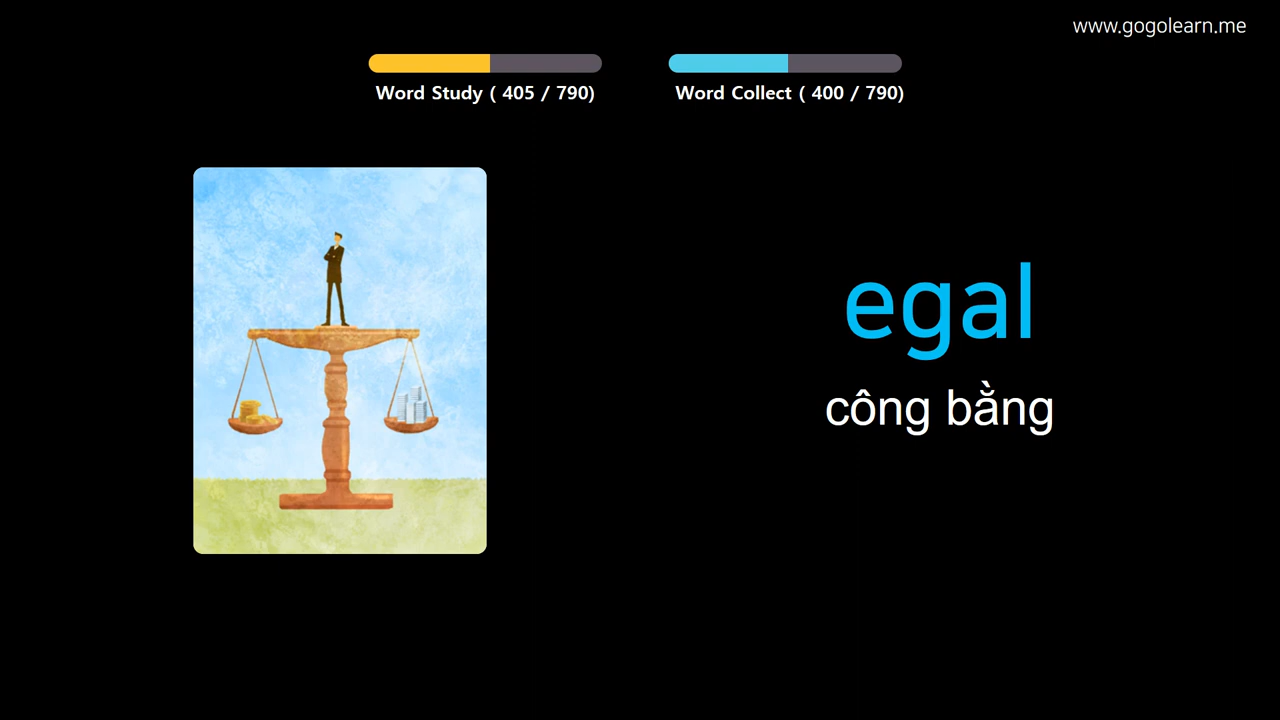 www.gogolearn.me
Word Study ( 405 / 790)
Word Collect ( 400 / 790)
egal
công bằng